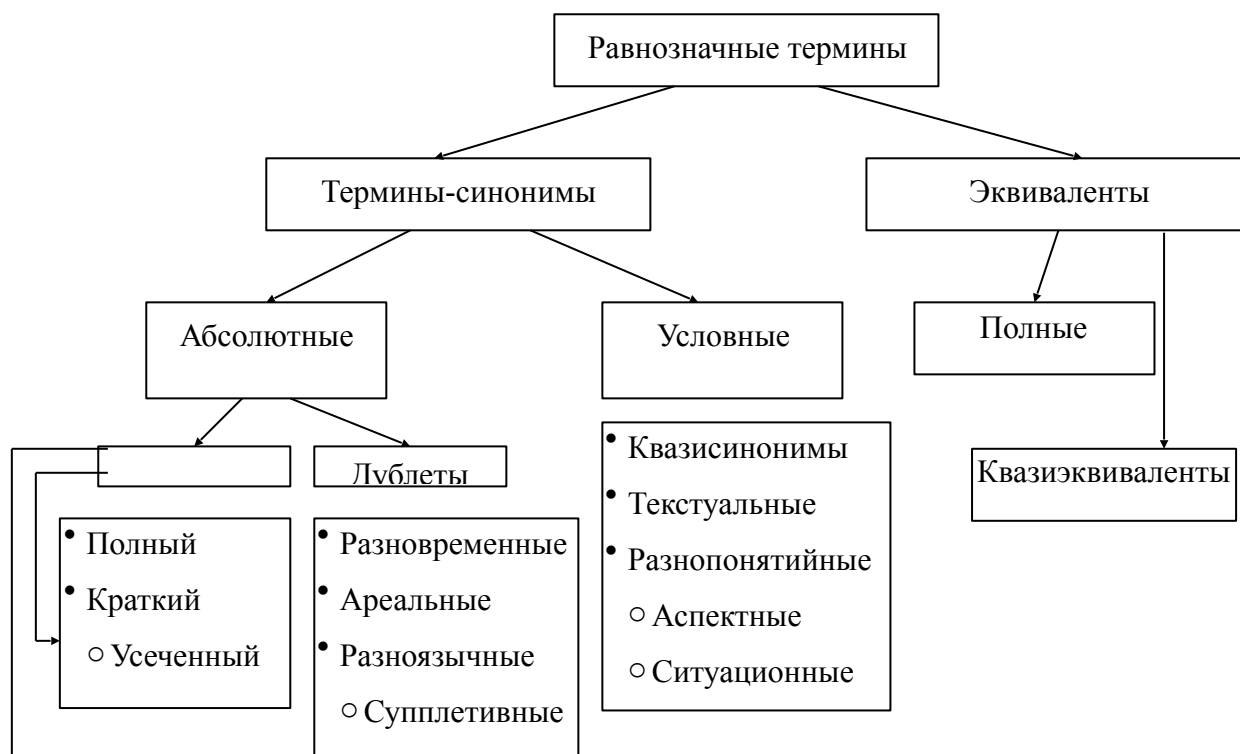 Равнозначные термины
Термины-синонимы
Эквиваленты
Абсолютные
Условные
Полные
Дублеты
Квазисинонимы
Текстуальные
Разнопонятийные
Аспектные
Ситуационные
Квазиэквиваленты
Полный
Краткий
Усеченный
Разновременные
Ареальные
Разноязычные
Супплетивные